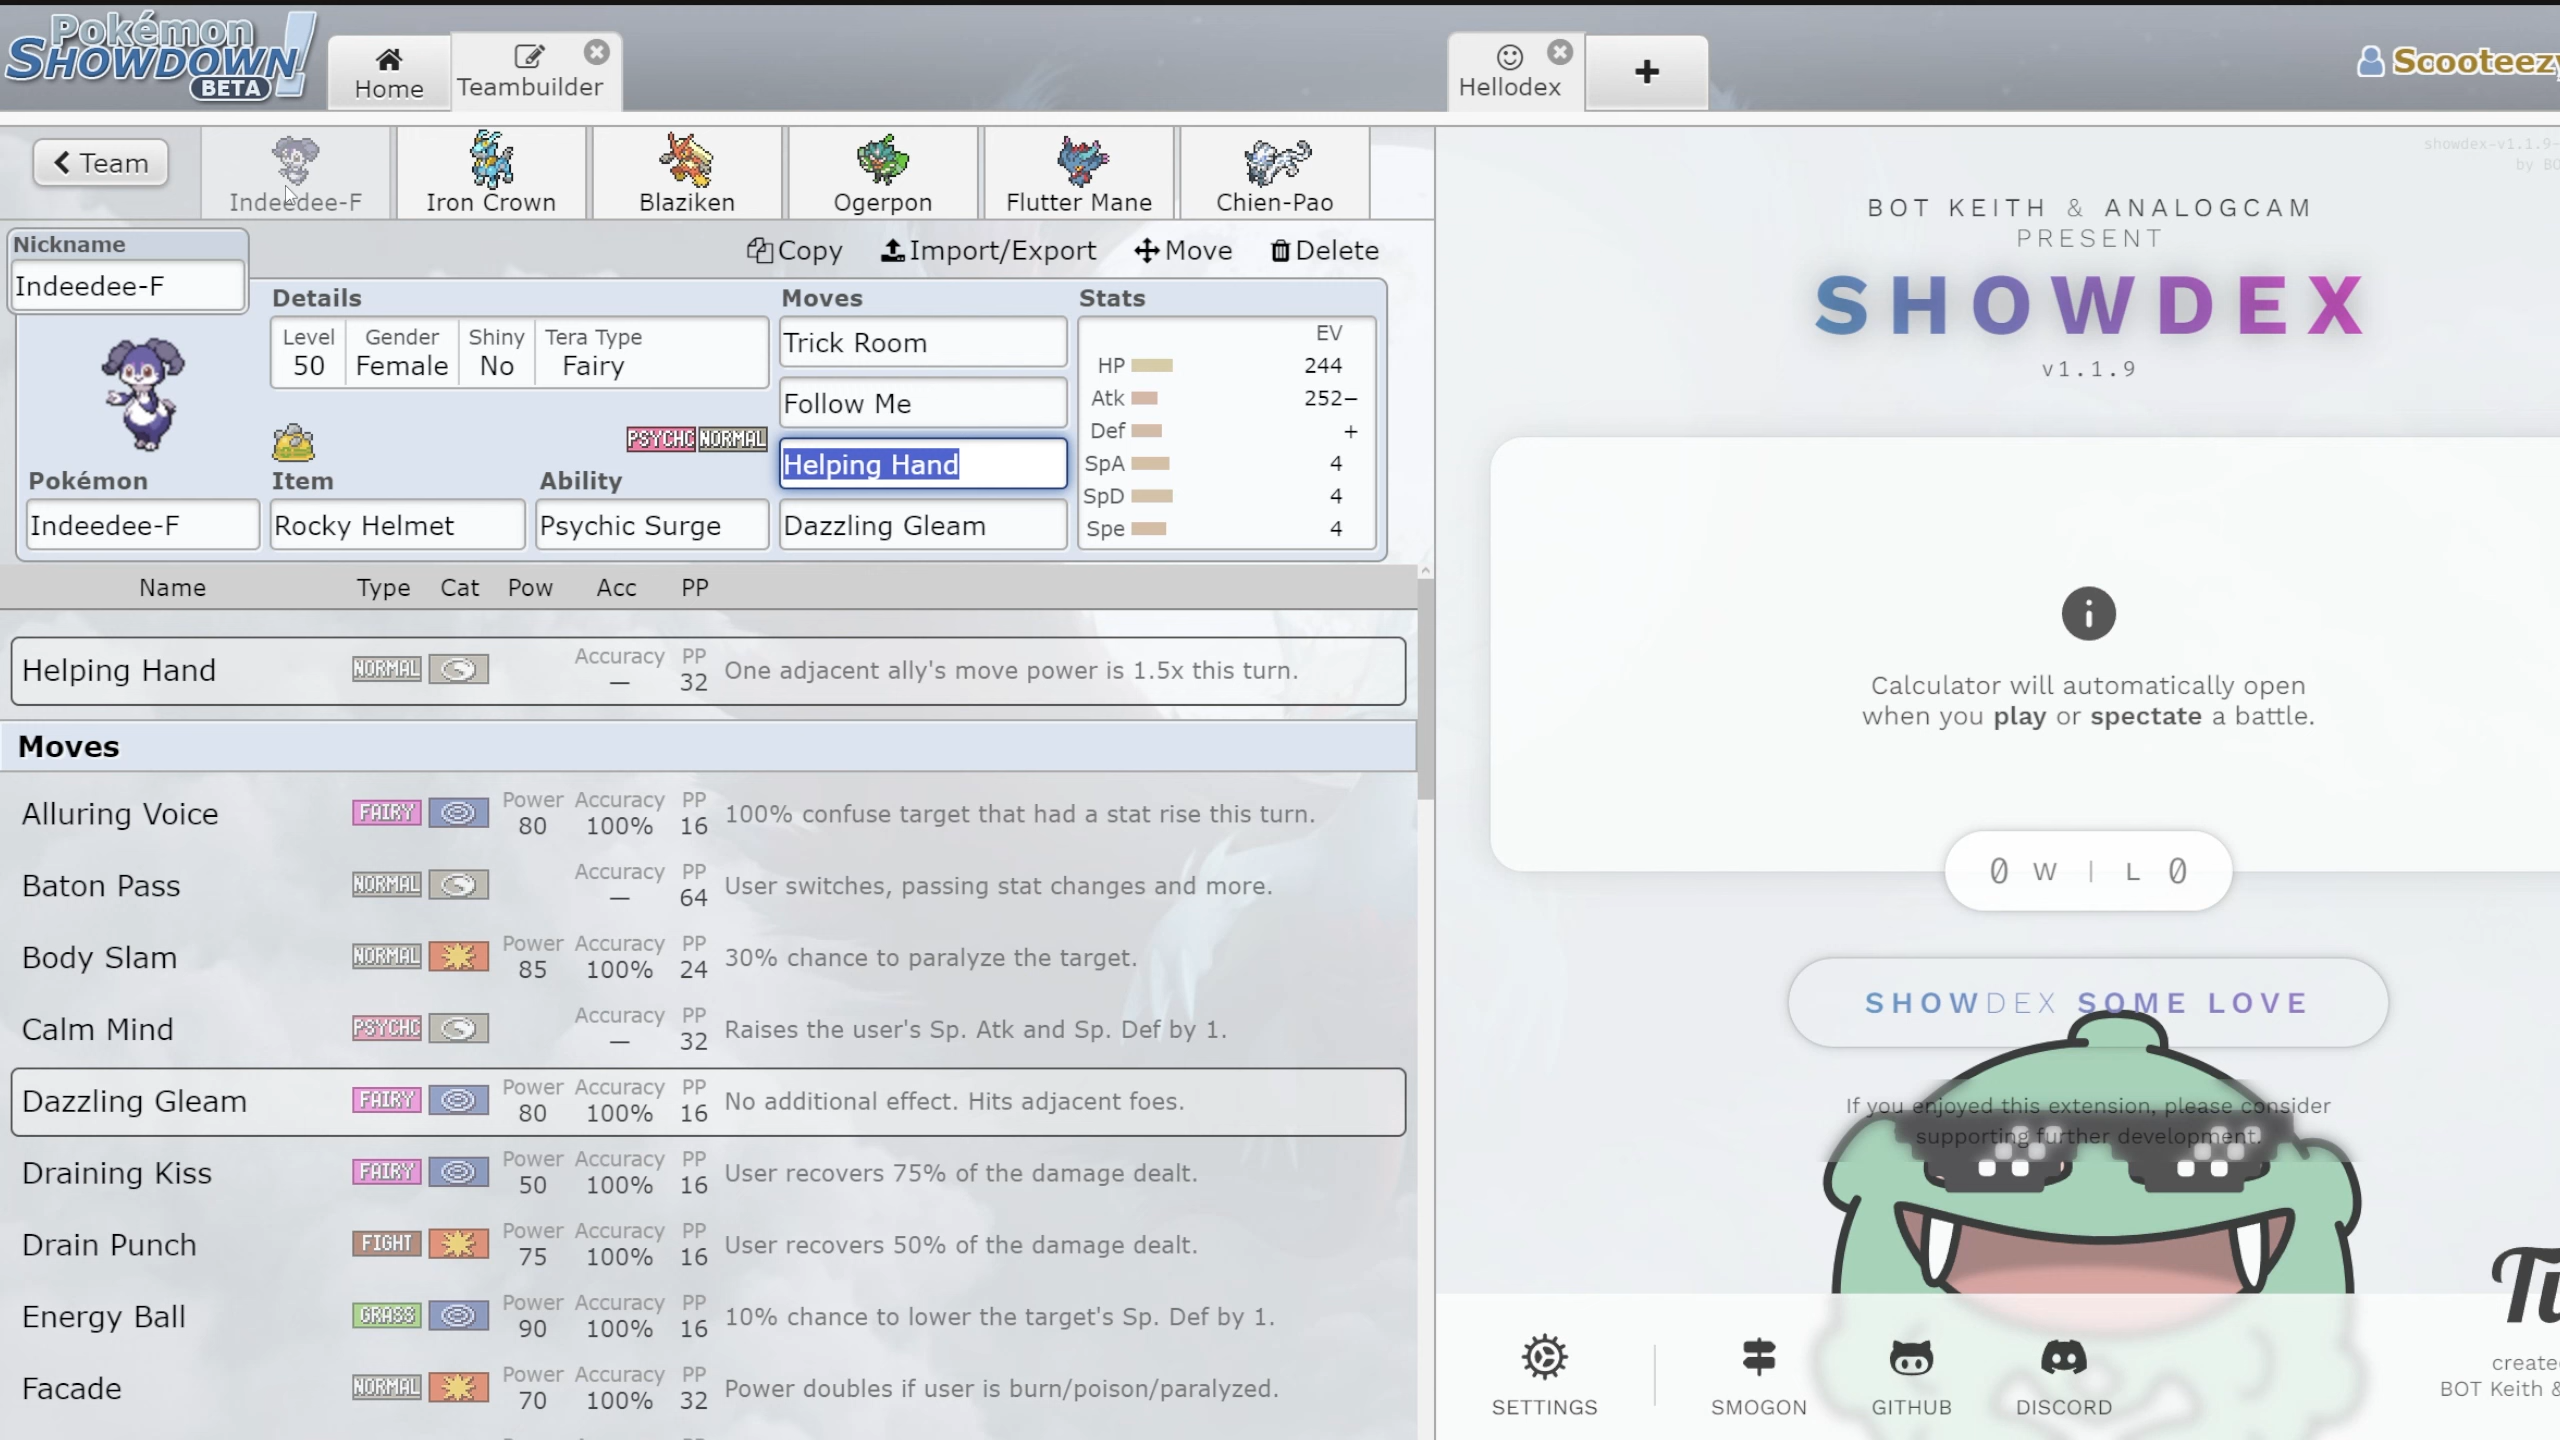 Pokémon
SHOWDOWN!
BETA
Home
Teambuilder
Hellodex
+
Team
Indeedee-F
Iron Crown
Blaziken
Ogerpon
Flutter Mane
Chien-Pao
showdex-v1.1.9-
Nickname
Indeedee-F
Copy
Import/Export
Move
Delete
Details
Moves
Stats
Level
50
Gender
Female
Shiny
No
Tera Type
Fairy
PSYCHC NORMAL
Pokémon
Indeedee-F
Item
Rocky Helmet
Ability
Psychic Surge
Trick Room
Follow Me
Helping Hand
Dazzling Gleam
EV
HP 244
Atk 252−
Def +
SpA 4
SpD 4
Spe 4
Name Type Cat Pow Acc PP
Helping Hand NORMAL Accuracy — PP 32 One adjacent ally's move power is 1.5x this turn.
Moves
Alluring Voice FAIRY Power 80 Accuracy 100% PP 16 100% confuse target that had a stat rise this turn.
Baton Pass NORMAL Accuracy — PP 64 User switches, passing stat changes and more.
Body Slam NORMAL Power 85 Accuracy 100% PP 24 30% chance to paralyze the target.
Calm Mind PSYCHC Accuracy — PP 32 Raises the user's Sp. Atk and Sp. Def by 1.
Dazzling Gleam FAIRY Power 80 Accuracy 100% PP 16 No additional effect. Hits adjacent foes.
Draining Kiss FAIRY Power 50 Accuracy 100% PP 16 User recovers 75% of the damage dealt.
Drain Punch FIGHT Power 75 Accuracy 100% PP 16 User recovers 50% of the damage dealt.
Energy Ball GRASS Power 90 Accuracy 100% PP 16 10% chance to lower the target's Sp. Def by 1.
Facade NORMAL Power 70 Accuracy 100% PP 32 Power doubles if user is burn/poison/paralyzed.
BOT KEITH & ANALOGCAM
PRESENT
SHOWDEX
v1.1.9
Calculator will automatically open
when you play or spectate a battle.
0 W | L 0
SHOWDEX SOME LOVE
If you enjoyed this extension, please consider
supporting further development.
SETTINGS
SMOGON
GITHUB
DISCORD
BOT Keith &